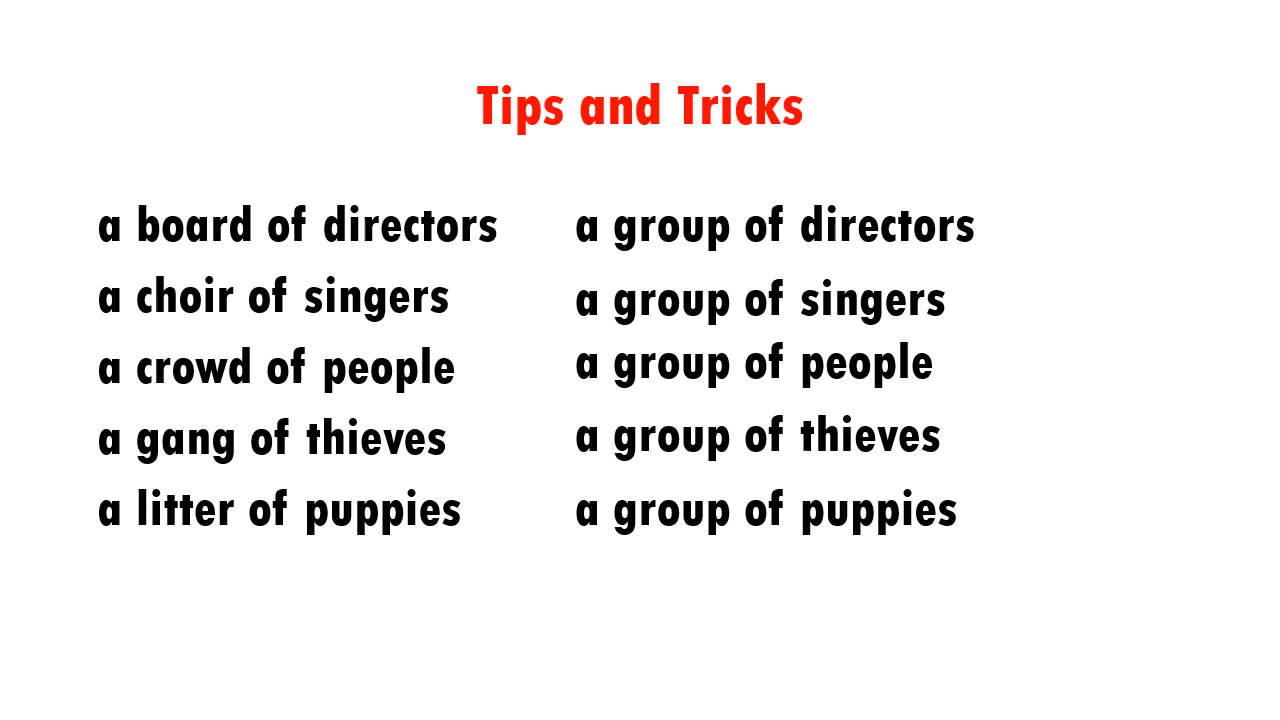 Tips and Tricks
a board of directors
a choir of singers
a crowd of people
a gang of thieves
a litter of puppies
a group of directors
a group of singers
a group of people
a group of thieves
a group of puppies